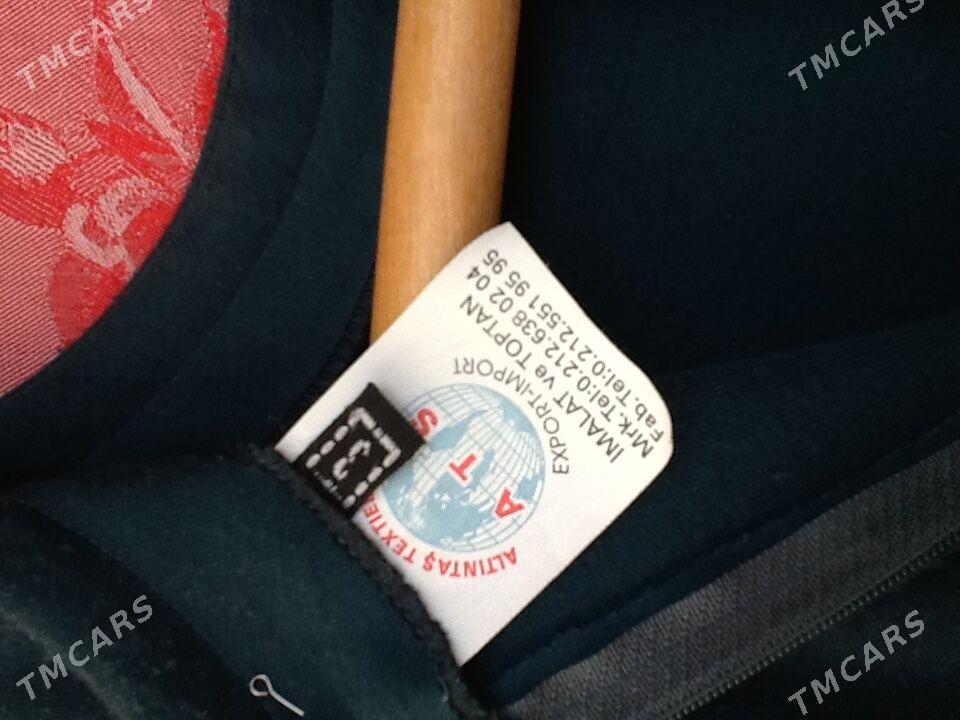 ALTINTAŞ TEXTIE
A T S
EXPORT-IMPORT
IMALAT ve TOPTAN
Mrk.Tel:0.212.638 02 04
Fab.Tel:0.212.551 95 95
TMCARS
TMCARS
TMCARS
TMCARS